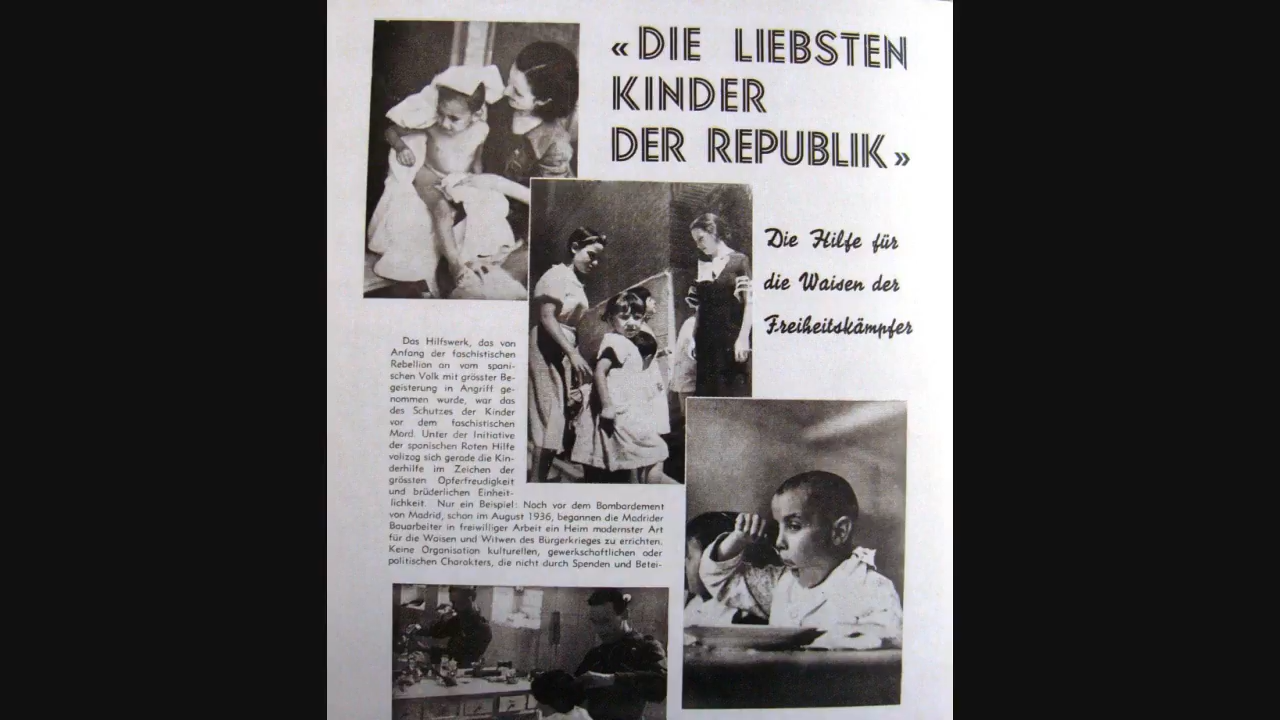 «DIE LIEBSTEN
KINDER
DER REPUBLIK»
Die Hilfe für
die Waisen der
Freiheitskämpfer
Das Hilfswerk, das von
Anfang der faschistischen
Rebellion an vom spani-
schen Volk mit grösster Be-
geisterung in Angriff ge-
nommen wurde, war das
des Schutzes der Kinder
vor dem faschistischen
Mord. Unter der Initiative
der spanischen Roten Hilfe
vollzog sich gerade die Kin-
derhilfe im Zeichen der
grössten Opferfreudigkeit
und brüderlichen Einheit-
lichkeit. Nur ein Beispiel: Noch vor dem Bombardement
von Madrid, schon im August 1936, begannen die Madrider
Bauarbeiter in freiwilliger Arbeit ein Heim modernster Art
für die Waisen und Witwen des Bürgerkrieges zu errichten.
Keine Organisation kulturellen, gewerkschaftlichen oder
politischen Charakters, die nicht durch Spenden und Betei-